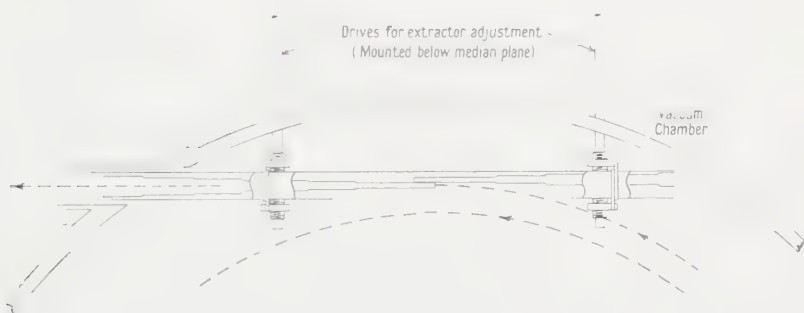 Drives for extractor adjustment -
(Mounted below median plane)
Chamber